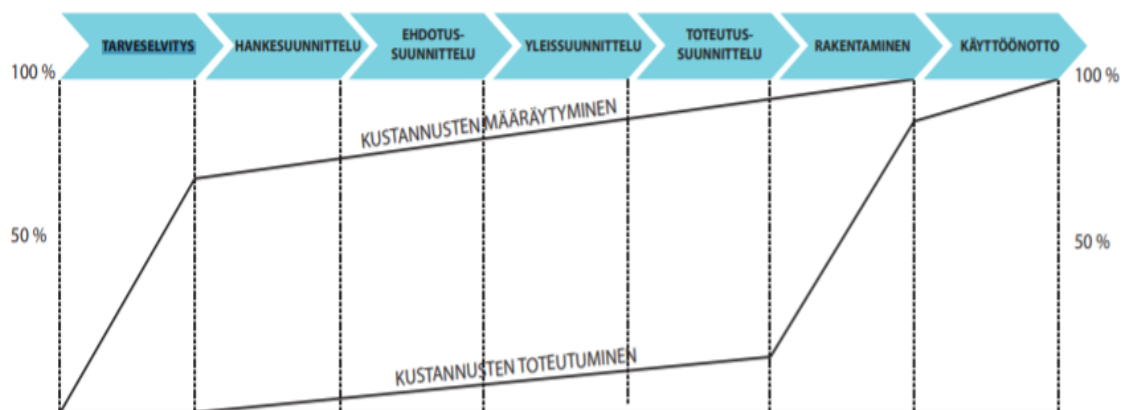 TARVESELVITYS
HANKESUUNNITTELU
EHDOTUS-
SUUNNITTELU
YLEISSUUNNITTELU
TOTEUTUS-
SUUNNITTELU
RAKENTAMINEN
KÄYTTÖÖNOTTO
100 %
100 %
KUSTANNUSTEN MÄÄRÄYTYMINEN
50 %
50 %
KUSTANNUSTEN TOTEUTUMINEN